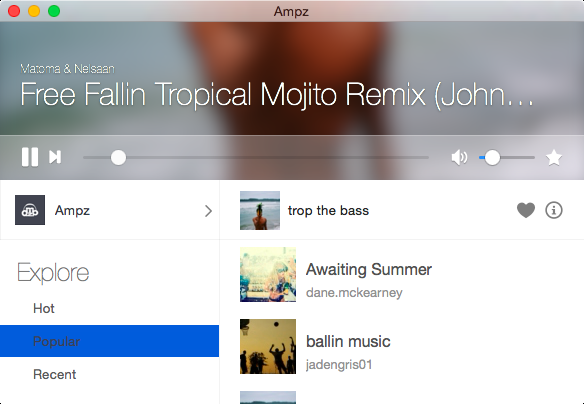 Ampz
Matoma & Nelsaan
Free Fallin Tropical Mojito Remix (John...
Ampz
trop the bass
Explore
Hot
Popular
Recent
Awaiting Summer
dane.mckearney
ballin music
jadengris01